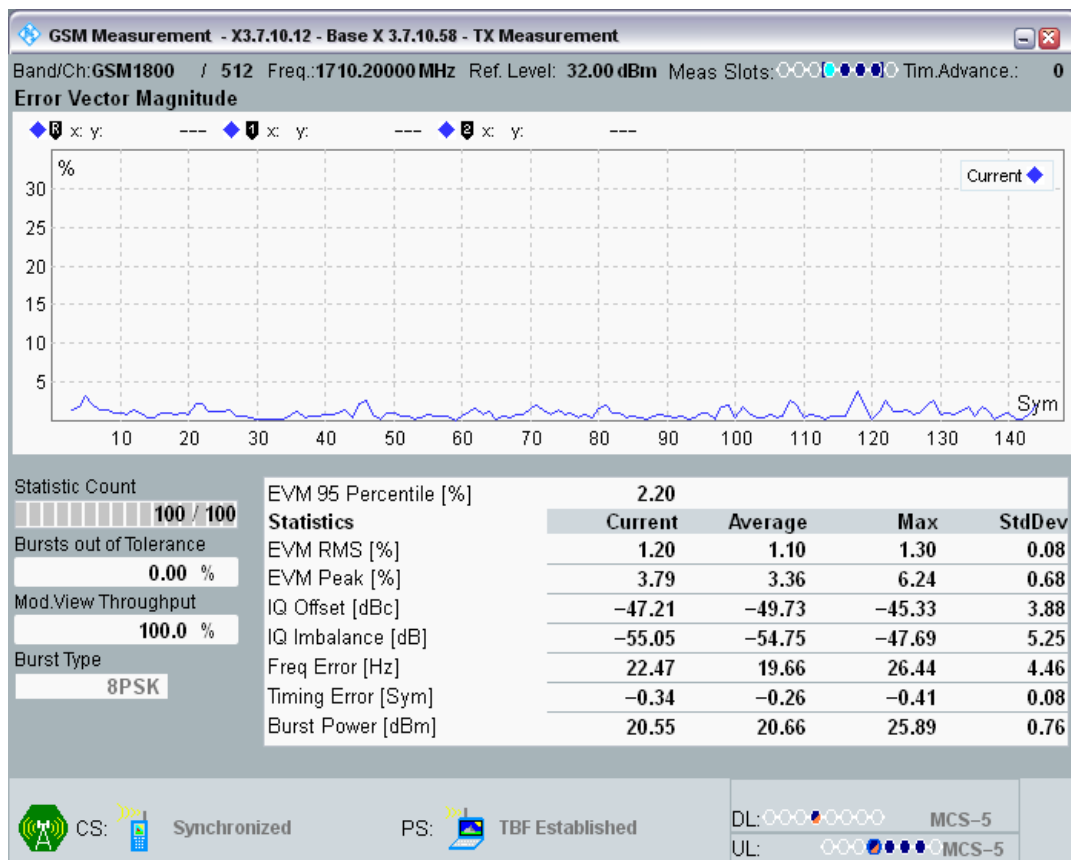 GSM Measurement - X3.7.10.12 - Base X 3.7.10.58 - TX Measurement
Band/Ch:GSM1800 / 512 Freq.:1710.20000 MHz Ref. Level: 32.00 dBm Meas Slots: Tim.Advance.: 0
Error Vector Magnitude
R x: y: --- 1 x: y: --- 2 x: y: ---
%
Current
30
25
20
15
10
5
Sym
10 20 30 40 50 60 70 80 90 100 110 120 130 140
Statistic Count
100 / 100
Bursts out of Tolerance
0.00 %
Mod.View Throughput
100.0 %
Burst Type
8PSK
EVM 95 Percentile [%] 2.20
Statistics Current Average Max StdDev
EVM RMS [%] 1.20 1.10 1.30 0.08
EVM Peak [%] 3.79 3.36 6.24 0.68
IQ Offset [dBc] −47.21 −49.73 −45.33 3.88
IQ Imbalance [dB] −55.05 −54.75 −47.69 5.25
Freq Error [Hz] 22.47 19.66 26.44 4.46
Timing Error [Sym] −0.34 −0.26 −0.41 0.08
Burst Power [dBm] 20.55 20.66 25.89 0.76
CS: Synchronized PS: TBF Established
DL: MCS−5
UL: MCS−5